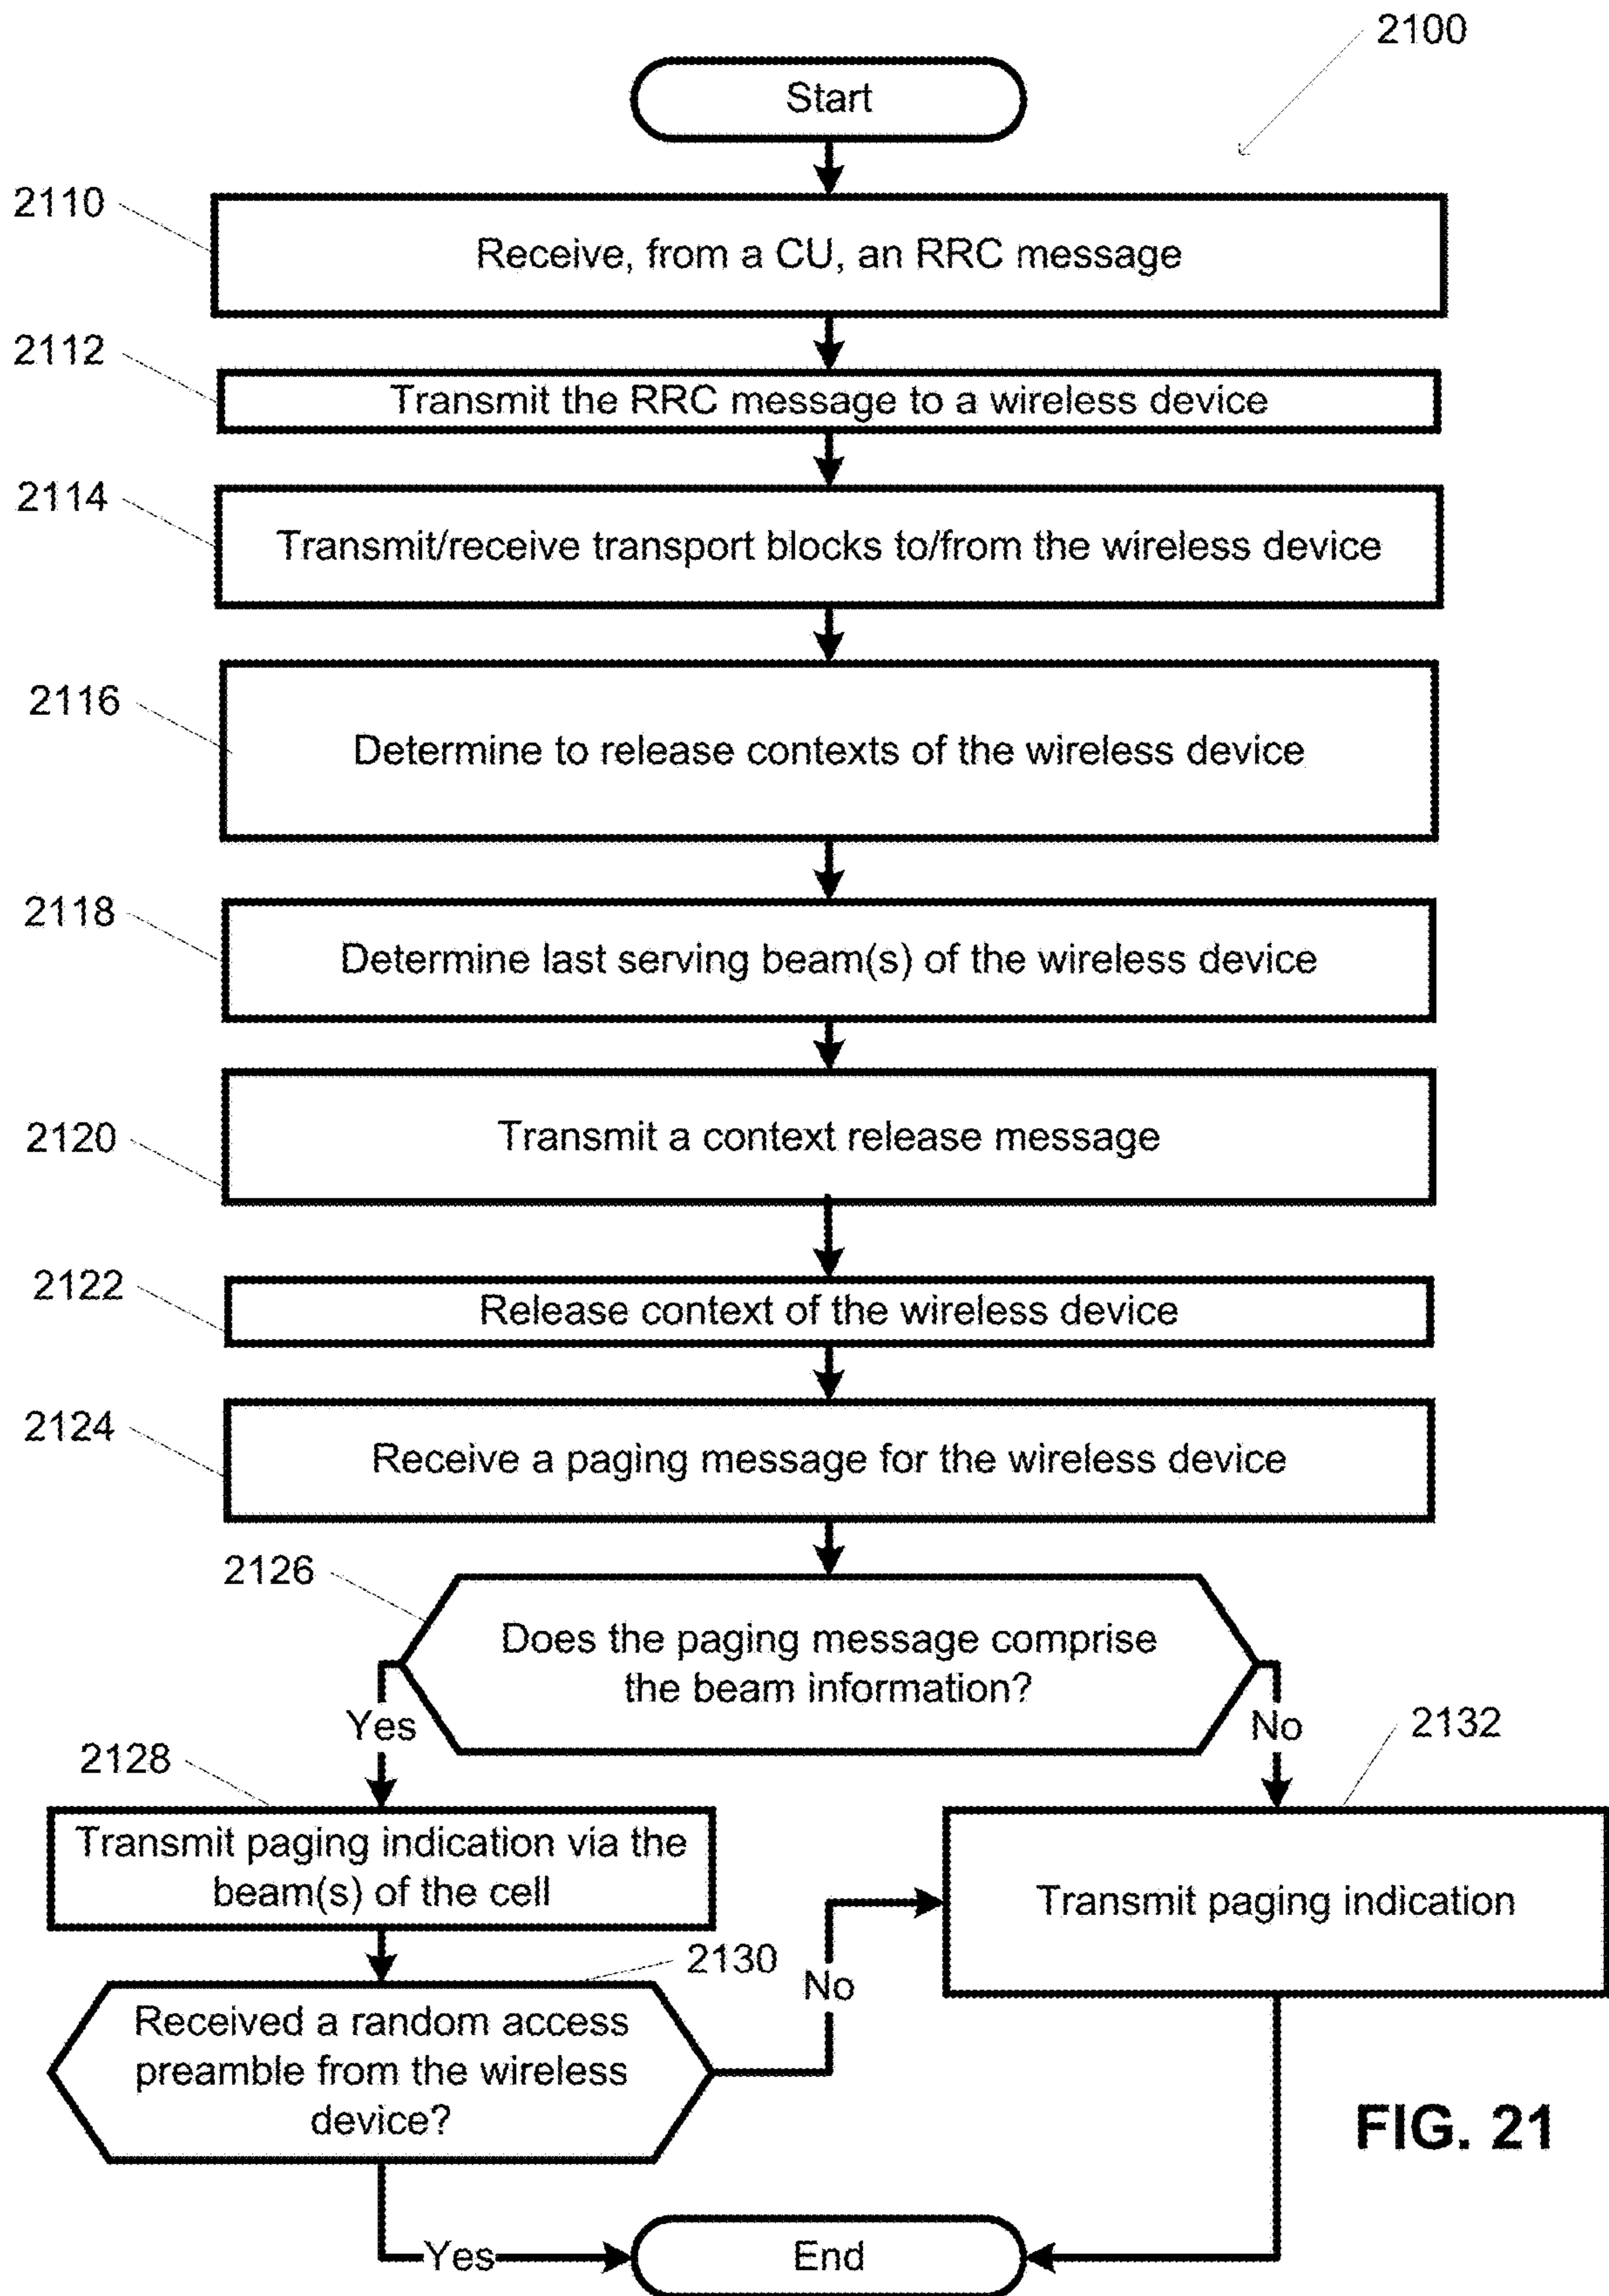 2100
Start
2110
Receive, from a CU, an RRC message
2112
Transmit the RRC message to a wireless device
2114
Transmit/receive transport blocks to/from the wireless device
2116
Determine to release contexts of the wireless device
2118
Determine last serving beam(s) of the wireless device
2120
Transmit a context release message
2122
Release context of the wireless device
2124
Receive a paging message for the wireless device
2126
Does the paging message comprise
the beam information?
Yes
No
2128
2132
Transmit paging indication via the
beam(s) of the cell
Transmit paging indication
2130
No
Received a random access
preamble from the wireless
device?
FIG. 21
Yes
End